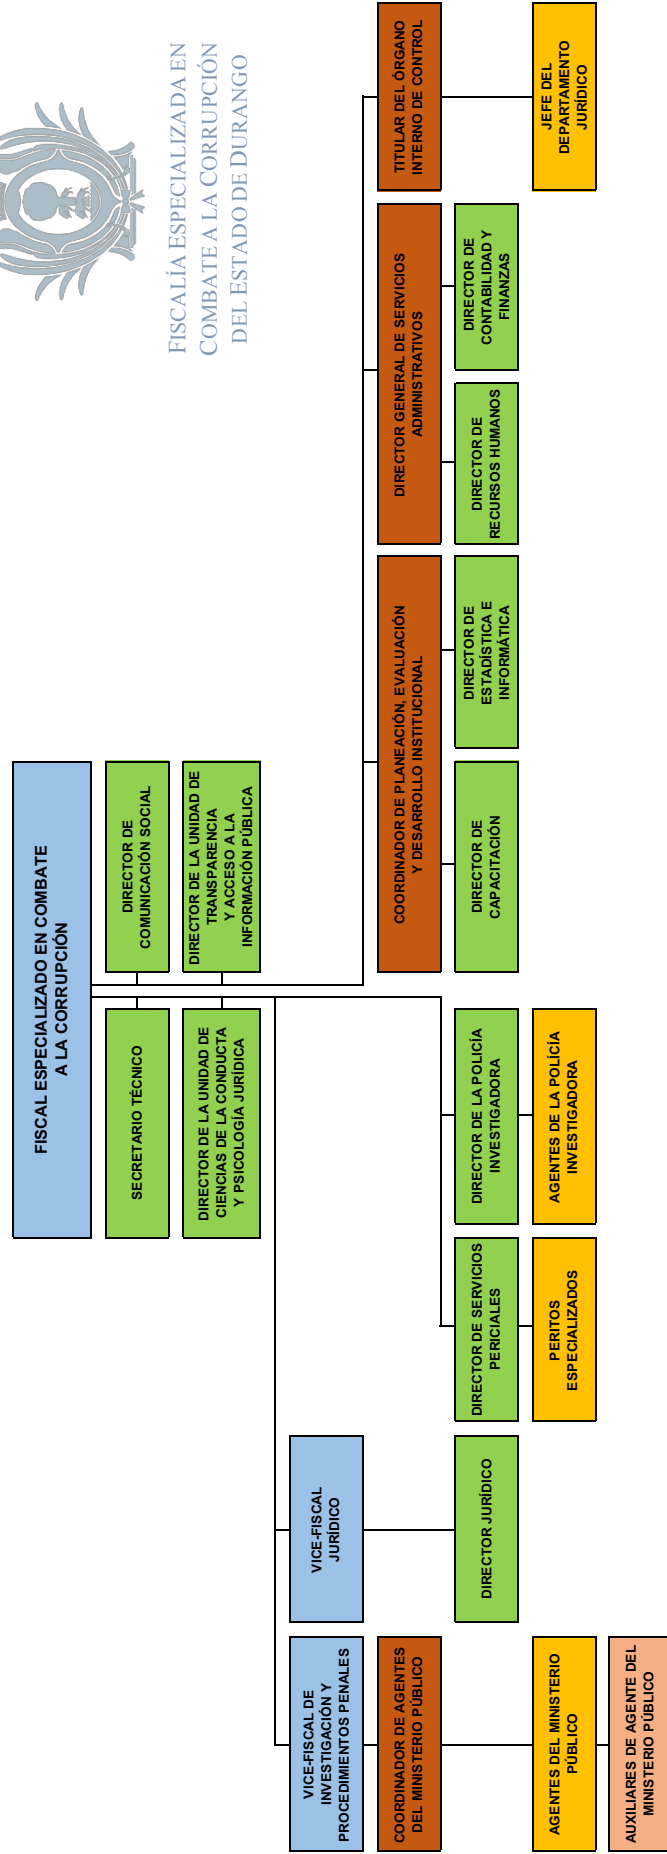 FISCALÍA ESPECIALIZADA EN
COMBATE A LA CORRUPCIÓN
DEL ESTADO DE DURANGO
FISCAL ESPECIALIZADO EN COMBATE
A LA CORRUPCIÓN
SECRETARIO TÉCNICO
DIRECTOR DE
COMUNICACIÓN SOCIAL
DIRECTOR DE LA UNIDAD DE
CIENCIAS DE LA CONDUCTA
Y PSICOLOGÍA JURÍDICA
DIRECTOR DE LA UNIDAD DE
TRANSPARENCIA
Y ACCESO A LA
INFORMACIÓN PÚBLICA
VICE-FISCAL DE
INVESTIGACIÓN Y
PROCEDIMIENTOS PENALES
VICE-FISCAL
JURÍDICO
COORDINADOR DE AGENTES
DEL MINISTERIO PÚBLICO
COORDINADOR DE PLANEACIÓN, EVALUACIÓN
Y DESARROLLO INSTITUCIONAL
DIRECTOR GENERAL DE SERVICIOS
ADMINISTRATIVOS
TITULAR DEL ÓRGANO
INTERNO DE CONTROL
DIRECTOR JURÍDICO
DIRECTOR DE SERVICIOS
PERICIALES
DIRECTOR DE LA POLICÍA
INVESTIGADORA
DIRECTOR DE
CAPACITACIÓN
DIRECTOR DE
ESTADÍSTICA E
INFORMÁTICA
DIRECTOR DE
RECURSOS HUMANOS
DIRECTOR DE
CONTABILIDAD Y
FINANZAS
AGENTES DEL MINISTERIO
PÚBLICO
PERITOS
ESPECIALIZADOS
AGENTES DE LA POLÍCÍA
INVESTIGADORA
JEFE DEL
DEPARTAMENTO
JURÍDICO
AUXILIARES DE AGENTE DEL
MINISTERIO PÚBLICO